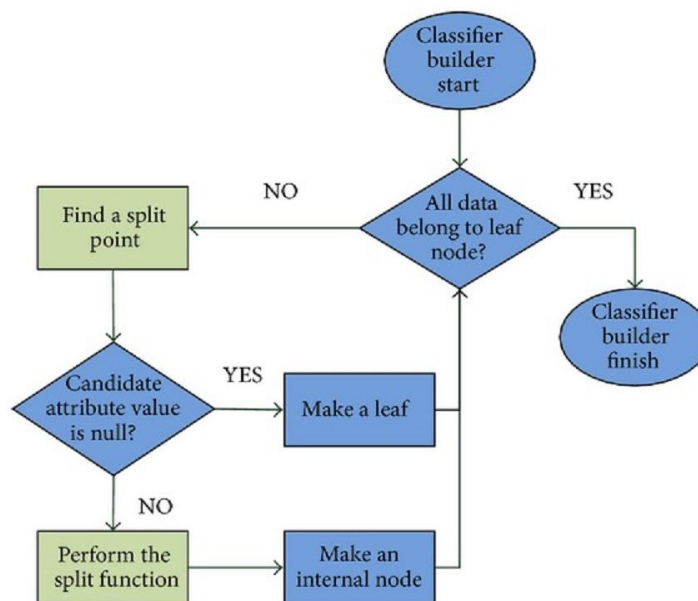 Classifier
builder
start
NO
YES
All data
belong to leaf
node?
Find a split
point
Classifier
builder
finish
Candidate
attribute value
is null?
YES
Make a leaf
NO
Perform the
split function
Make an
internal node